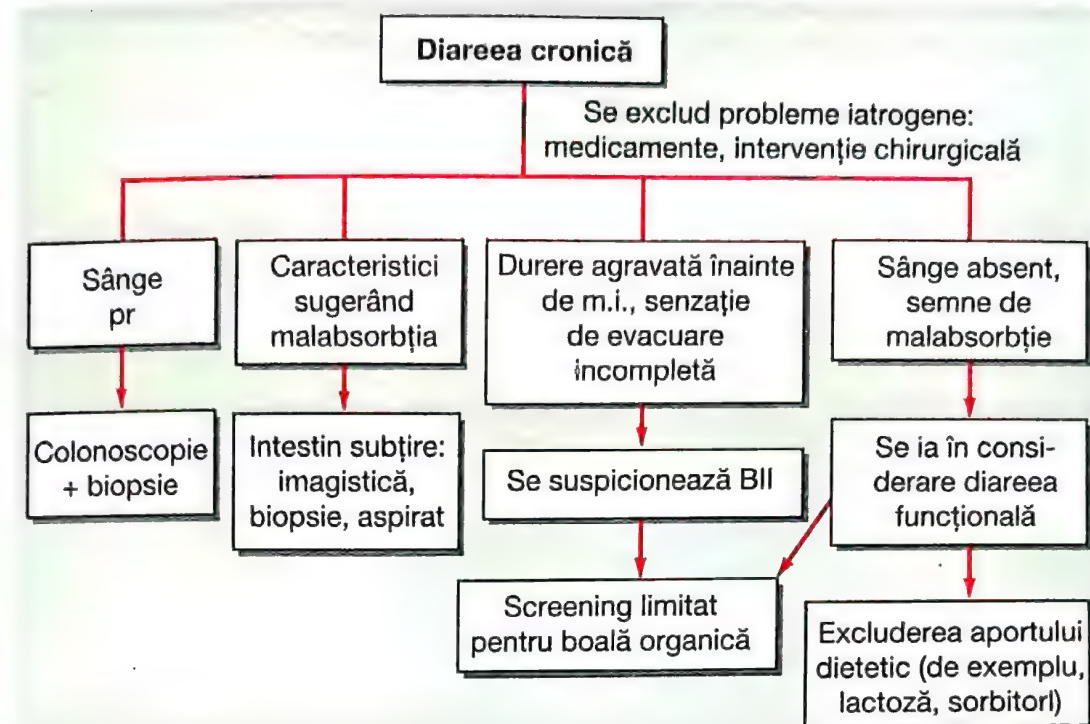 Diareea cronică
Se exclud probleme iatrogene:
medicamente, intervenție chirurgicală
Sânge
pr
Caracteristici
sugerând
malabsorbția
Durere agravată înainte
de m.i., senzație
de evacuare
incompletă
Sânge absent,
semne de
malabsorbție
Colonoscopie
+ biopsie
Intestin subțire:
imagistică,
biopsie, aspirat
Se suspicionează BII
Se ia în consi-
derare diareea
funcțională
Screening limitat
pentru boală organică
Excluderea aportului
dietetic (de exemplu,
lactoză, sorbitorl)